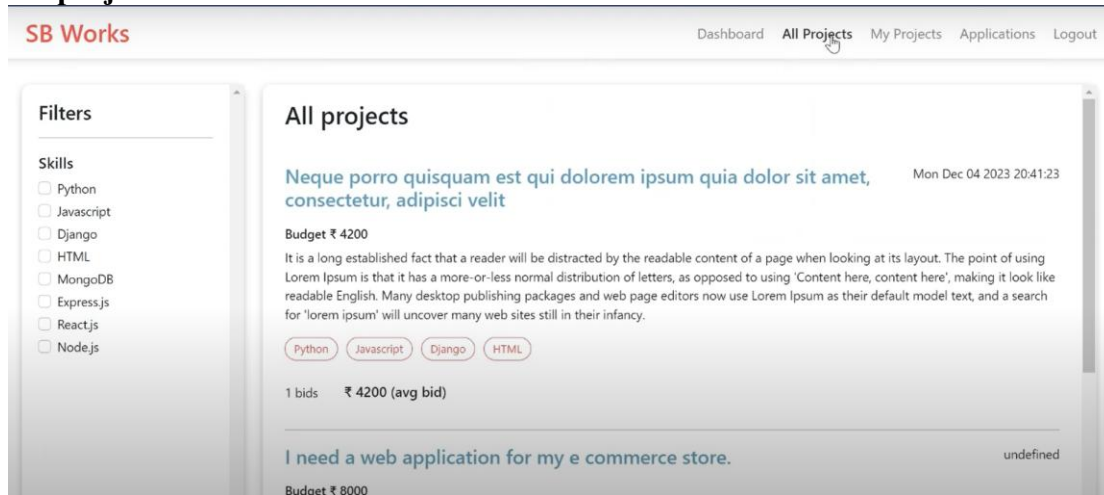 SB Works
Dashboard All Projects My Projects Applications Logout
Filters
Skills
Python
Javascript
Django
HTML
MongoDB
Express.js
React.js
Node.js
All projects
Neque porro quisquam est qui dolorem ipsum quia dolor sit amet,
consectetur, adipisci velit
Mon Dec 04 2023 20:41:23
Budget ₹ 4200
It is a long established fact that a reader will be distracted by the readable content of a page when looking at its layout. The point of using
Lorem Ipsum is that it has a more-or-less normal distribution of letters, as opposed to using 'Content here, content here', making it look like
readable English. Many desktop publishing packages and web page editors now use Lorem Ipsum as their default model text, and a search
for 'lorem ipsum' will uncover many web sites still in their infancy.
Python Javascript Django HTML
1 bids ₹ 4200 (avg bid)
I need a web application for my e commerce store.
undefined
Budget ₹ 8000